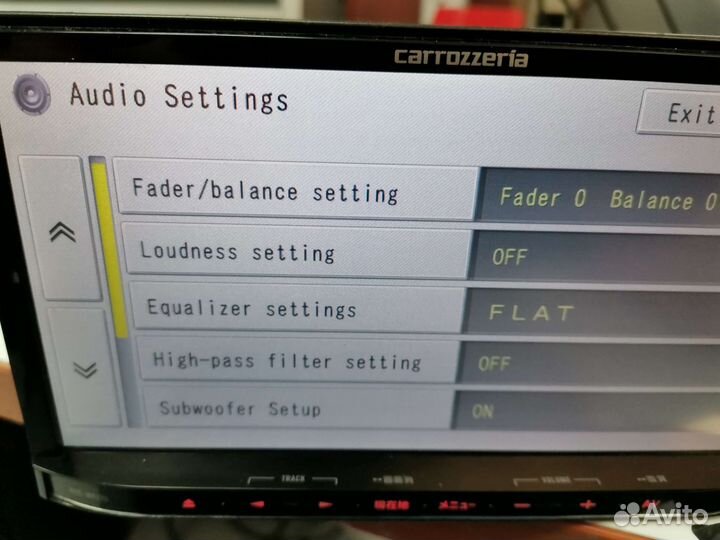 carrozzeria
Audio Settings
Exit
Fader/balance setting
Fader 0 Balance 0
Loudness setting
OFF
Equalizer settings
FLAT
High-pass filter setting
OFF
Subwoofer Setup
ON
TRACK
VOLUME
現在地
メニュー
AV
Avito